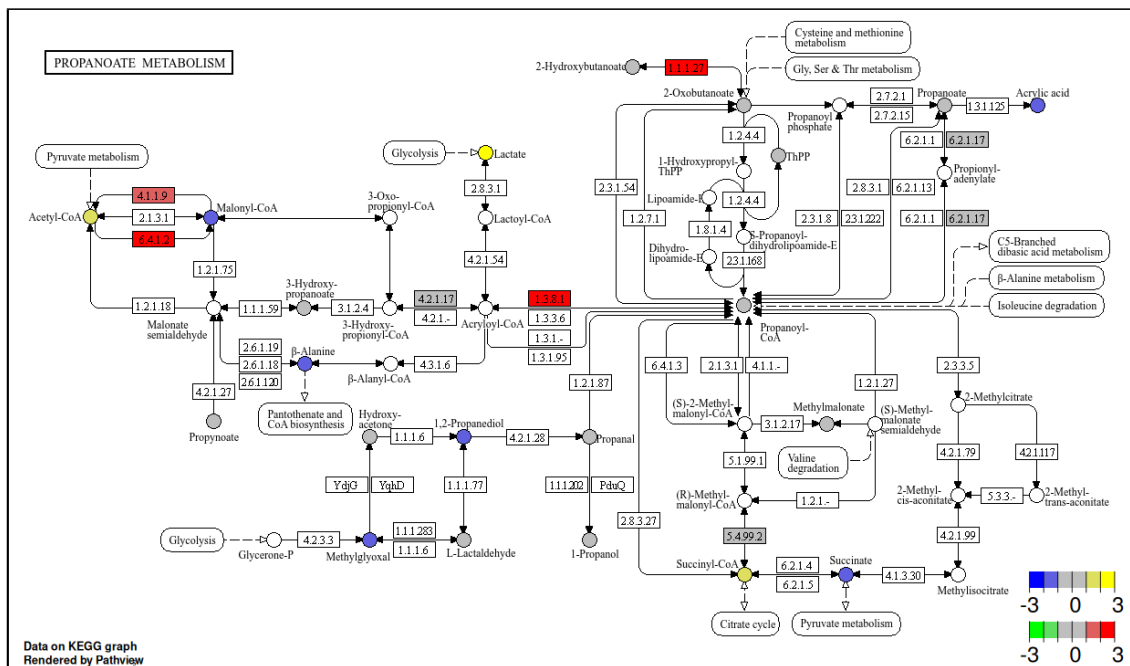 PROPANOATE METABOLISM
Cysteine and methionine
metabolism
2-Hydroxybutanoate
1.1.1.27
Gly, Ser & Thr metabolism
2-Oxobutanoate
2.7.2.1
2.7.2.15
Propanoyl
phosphate
Propanoate
1.3.1.125
Acrylic acid
Pyruvate metabolism
Glycolysis
Lactate
1.2.4.4
ThPP
6.2.1.1
6.2.1.17
1-Hydroxypropyl-
ThPP
Propionyl-
adenylate
4.1.1.9
2.8.3.1
2.3.1.54
Lipoamide-E
1.2.4.4
2.8.3.1
6.2.1.13
Acetyl-CoA
2.1.3.1
Malonyl-CoA
3-Oxo-
propionyl-CoA
Lactoyl-CoA
1.2.7.1
1.8.1.4
2.3.1.8
2.3.1.222
6.2.1.1
6.2.1.17
6.4.1.2
S-Propanoyl-
dihydrolipoamide-E
Dihydro-
lipoamide-E
2.3.1.168
C5-Branched
dibasic acid metabolism
1.2.1.75
4.2.1.54
β-Alanine metabolism
1.2.1.18
1.1.1.59
3-Hydroxy-
propanoate
3.1.2.4
4.2.1.17
4.2.1.-
1.3.8.1
1.3.3.6
Isoleucine degradation
Malonate
semialdehyde
3-Hydroxy-
propionyl-CoA
Acryloyl-CoA
1.3.1.-
1.3.1.95
Propanoyl-
CoA
2.6.1.19
2.6.1.18
2.6.1.120
β-Alanine
β-Alanyl-CoA
4.3.1.6
6.4.1.3
2.1.3.1
4.1.1.-
1.2.1.27
2.3.3.5
4.2.1.27
1.2.1.87
Pantothenate and
CoA biosynthesis
Propynoate
Hydroxy-
acetone
1.1.1.6
1,2-Propanediol
4.2.1.28
Propanal
(S)-2-Methyl-
malonyl-CoA
3.1.2.17
Methylmalonate
(S)-Methyl-
malonate
semialdehyde
2-Methylcitrate
5.1.99.1
Valine
degradation
4.2.1.79
4.2.1.117
YdjG
YqhD
1.1.1.77
1.1.1.202
PduQ
(R)-Methyl-
malonyl-CoA
1.2.1.-
2-Methyl-
cis-aconitate
5.3.3.-
2-Methyl-
trans-aconitate
2.8.3.27
Glycolysis
Glycerone-P
4.2.3.3
Methylglyoxal
1.1.1.283
1.1.1.6
L-Lactaldehyde
1-Propanol
5.4.99.2
4.2.1.99
Succinyl-CoA
6.2.1.4
6.2.1.5
Succinate
4.1.3.30
Methylisocitrate
Citrate cycle
Pyruvate metabolism
-3 0 3
-3 0 3
Data on KEGG graph
Rendered by Pathview